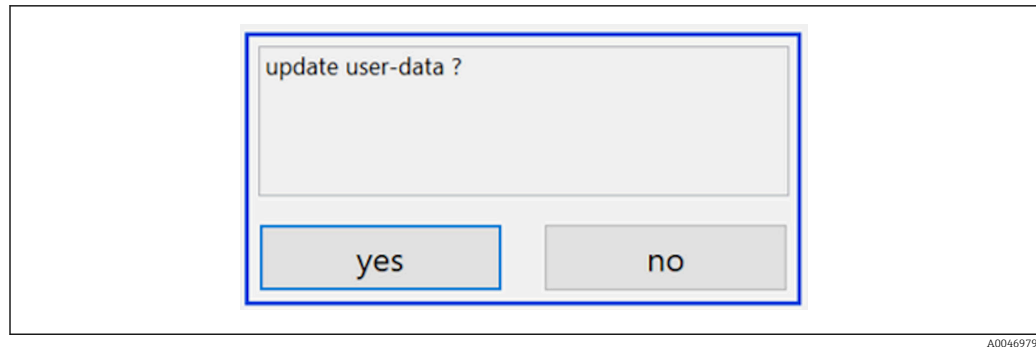 update user-data ?
yes
no
A0046979